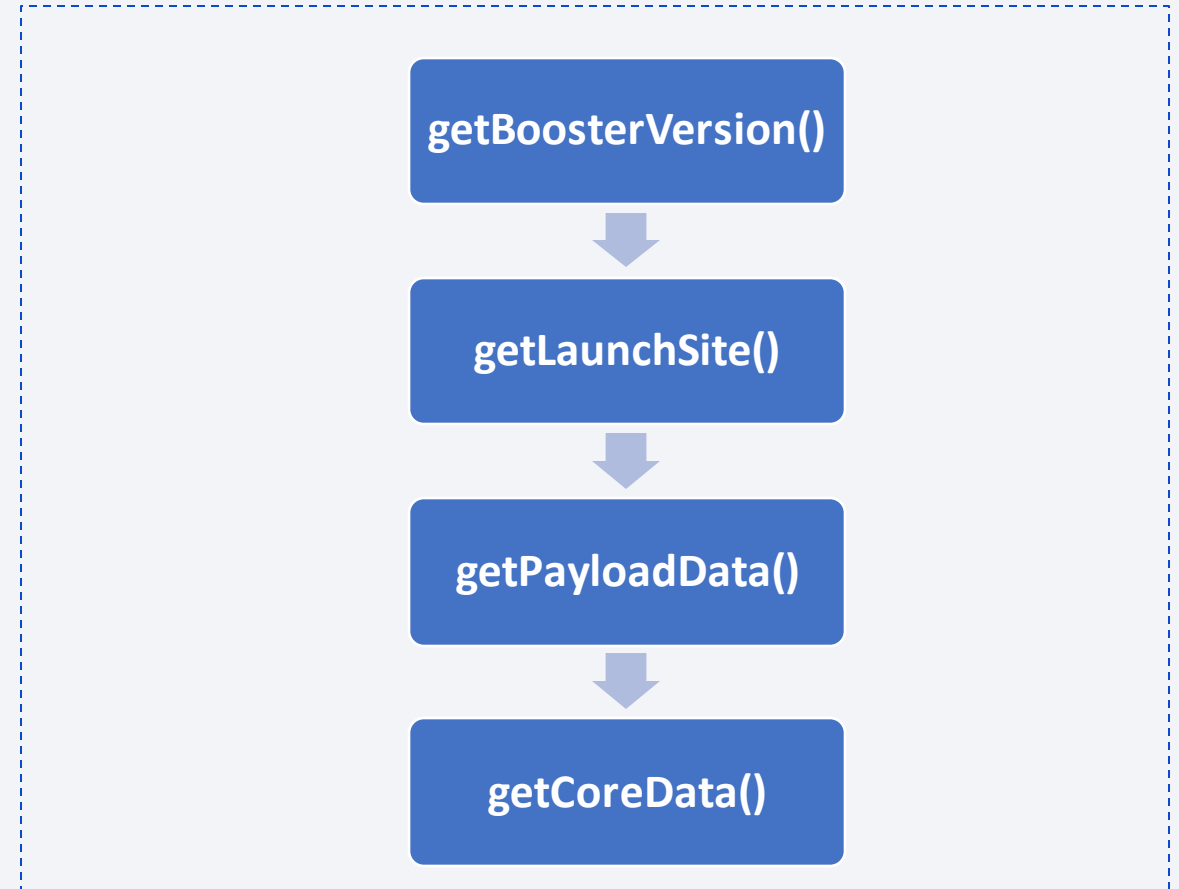 getBoosterVersion()
getLaunchSite()
getPayloadData()
getCoreData()